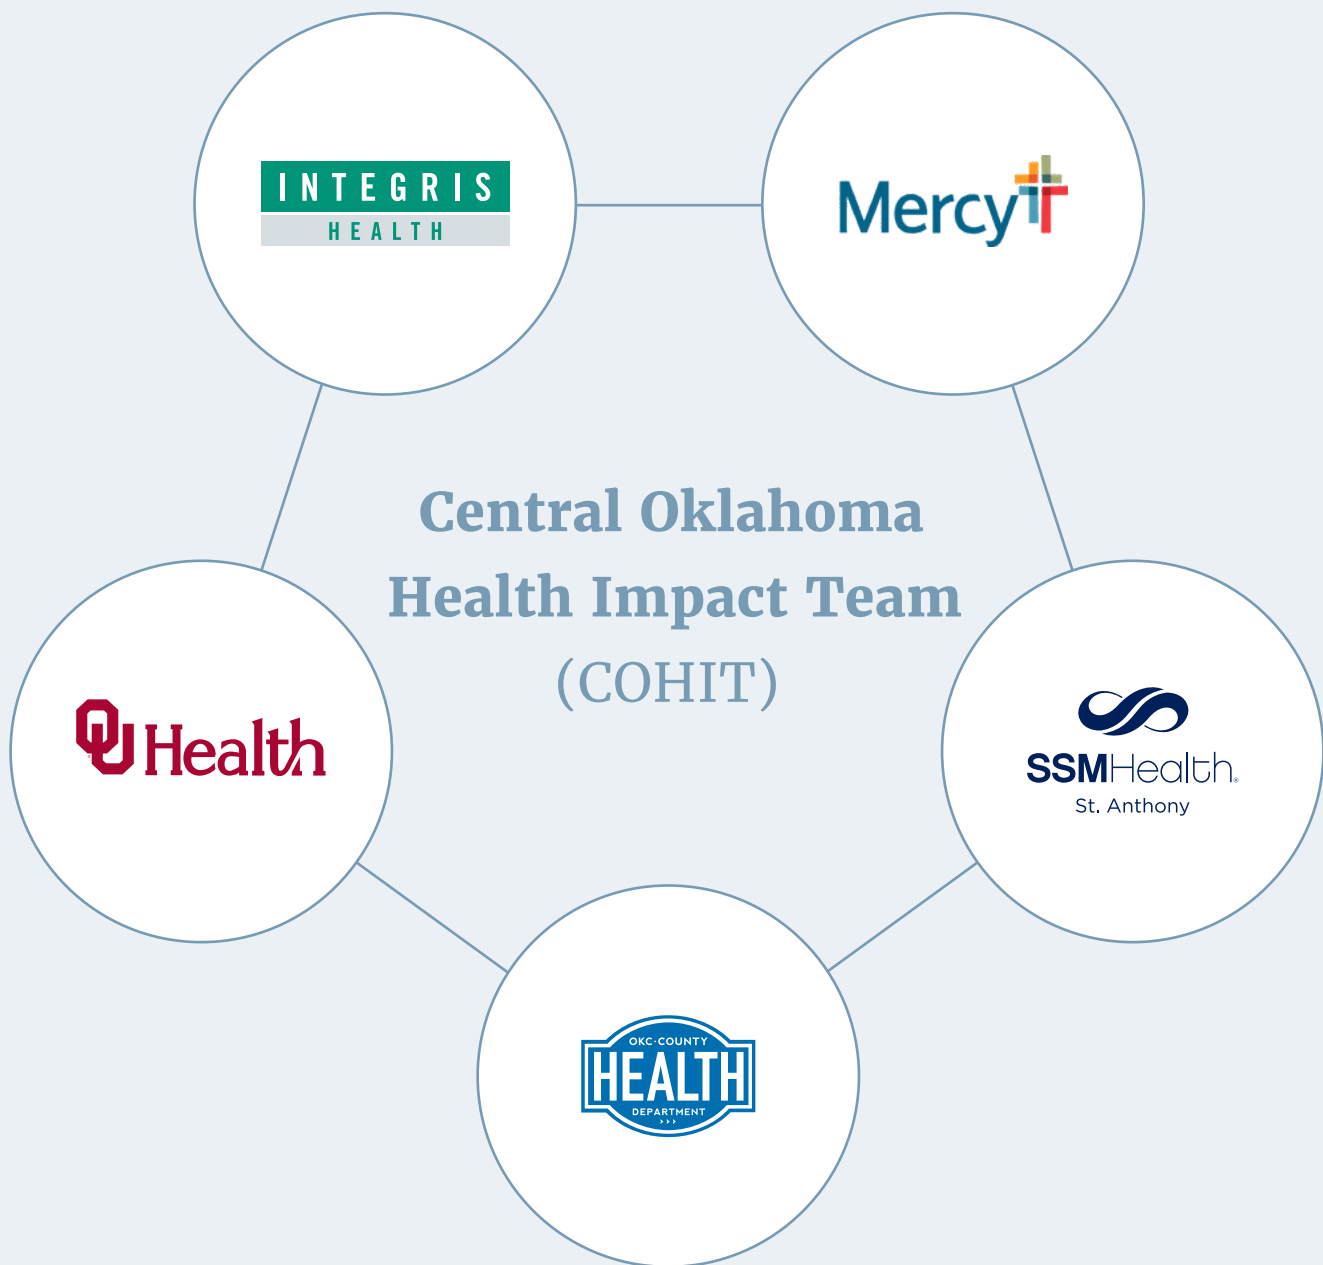 INTEGRIS
HEALTH
Mercy
Central Oklahoma
Health Impact Team
(COHIT)
OU Health
SSMHealth®
St. Anthony
OKC·COUNTY
HEALTH
DEPARTMENT
>>>